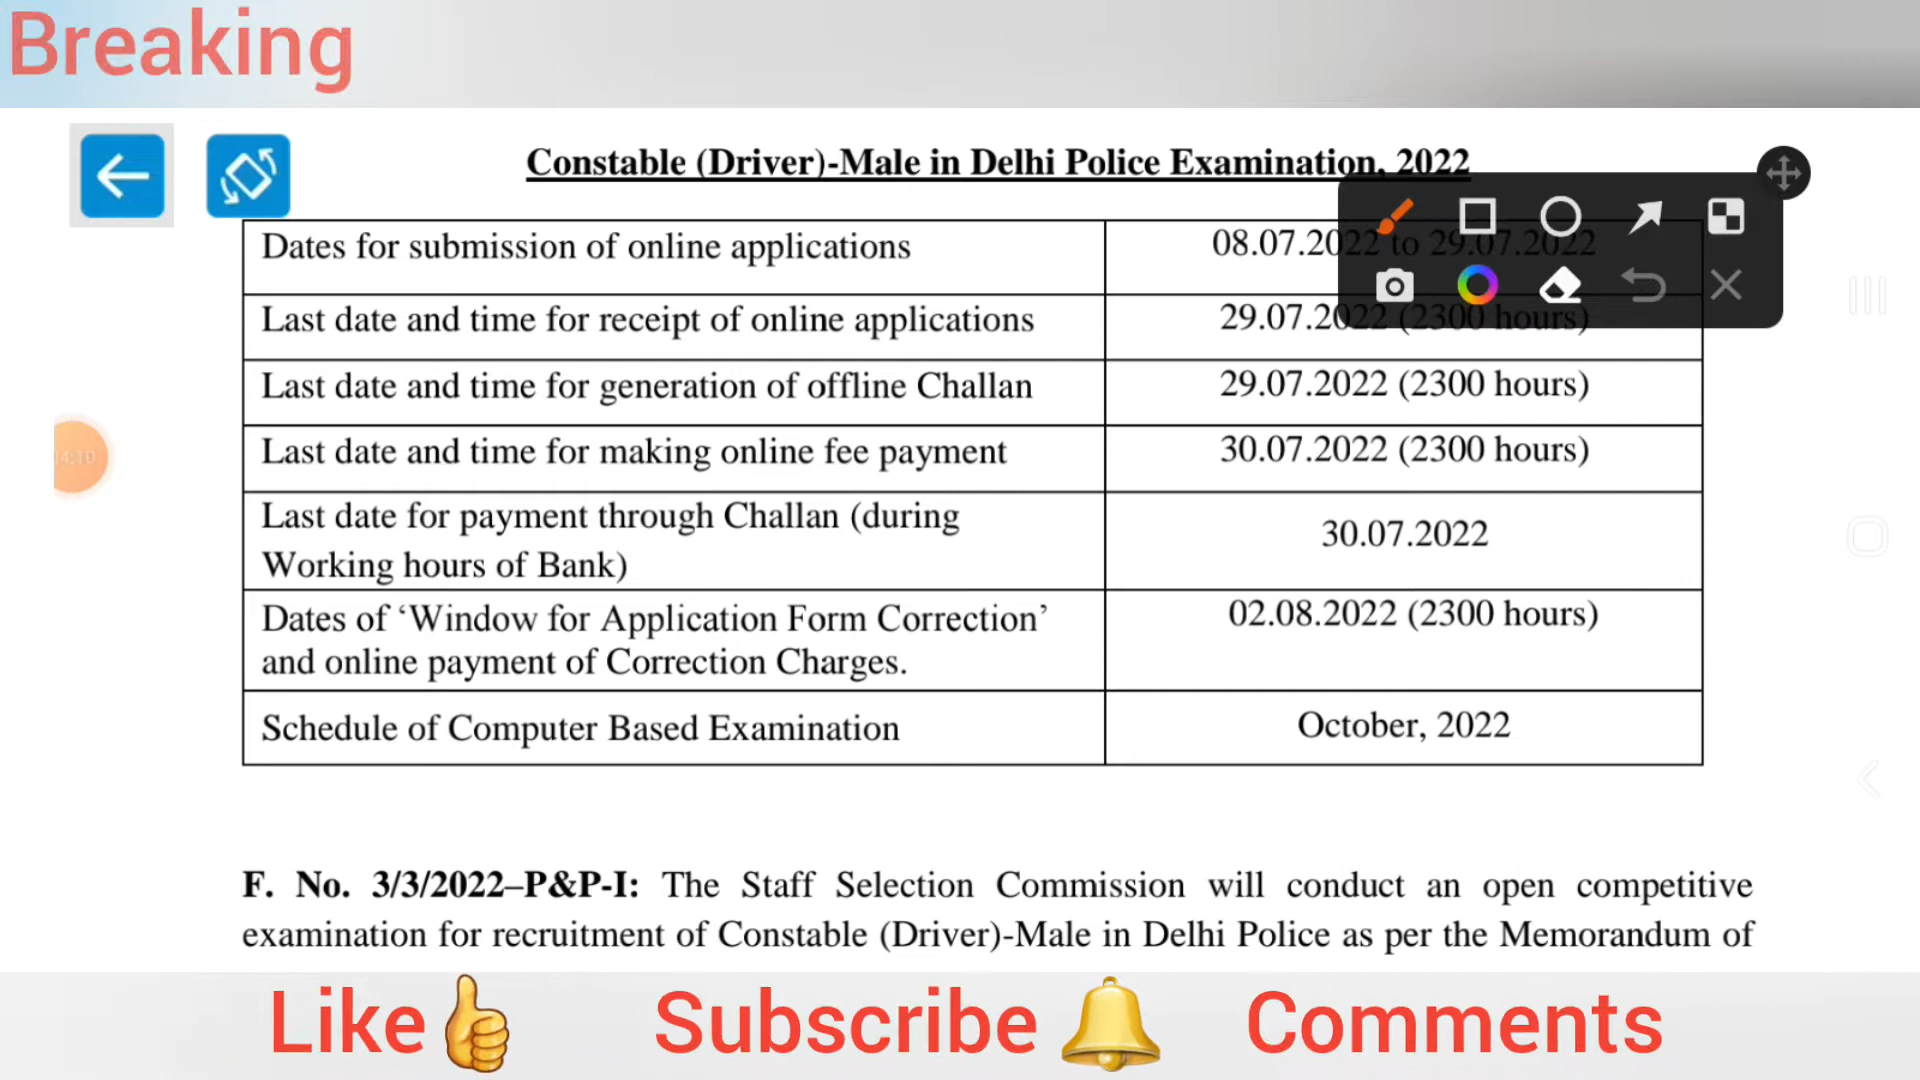 Breaking
Constable (Driver)-Male in Delhi Police Examination, 2022
Dates for submission of online applications
08.07.2022 to 29.07.2022
Last date and time for receipt of online applications
29.07.2022 (2300 hours)
Last date and time for generation of offline Challan
29.07.2022 (2300 hours)
Last date and time for making online fee payment
30.07.2022 (2300 hours)
04:10
Last date for payment through Challan (during
Working hours of Bank)
30.07.2022
Dates of ‘Window for Application Form Correction’
and online payment of Correction Charges.
02.08.2022 (2300 hours)
Schedule of Computer Based Examination
October, 2022
F. No. 3/3/2022–P&P-I: The Staff Selection Commission will conduct an open competitive
examination for recruitment of Constable (Driver)-Male in Delhi Police as per the Memorandum of
Like Subscribe Comments